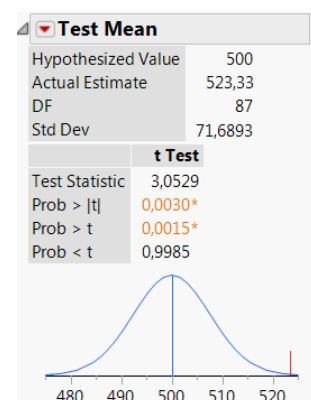 Test Mean
Hypothesized Value 500
Actual Estimate 523,33
DF 87
Std Dev 71,6893
t Test
Test Statistic 3,0529
Prob > |t| 0,0030*
Prob > t 0,0015*
Prob < t 0,9985
480 490 500 510 520